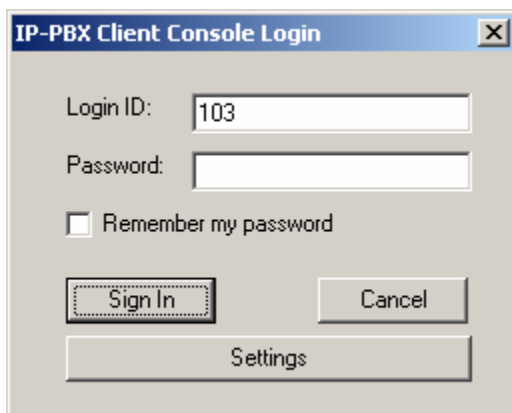 IP-PBX Client Console Login
Login ID: 103
Password:
Remember my password
Sign In Cancel
Settings